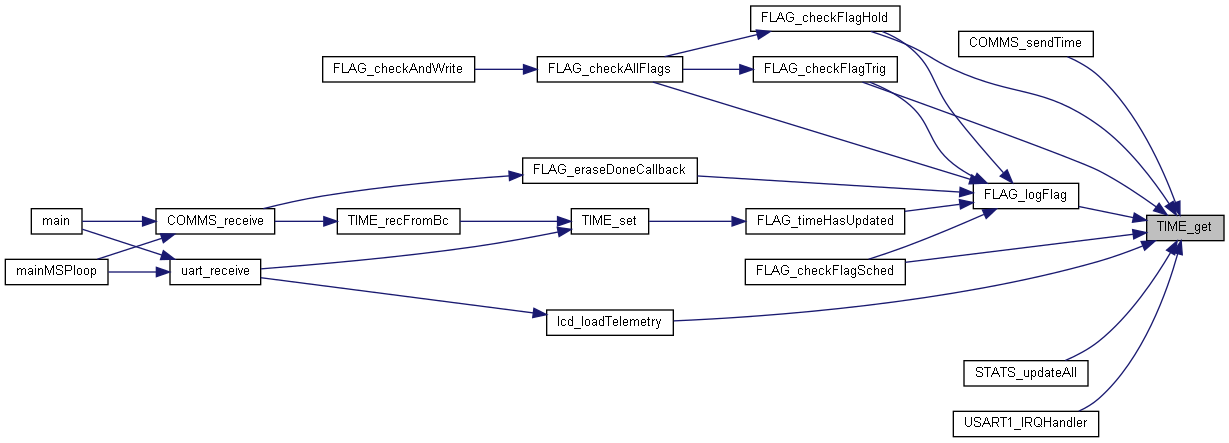 FLAG_checkFlagHold
COMMS_sendTime
FLAG_checkAndWrite
FLAG_checkAllFlags
FLAG_checkFlagTrig
FLAG_eraseDoneCallback
FLAG_logFlag
main
COMMS_receive
TIME_recFromBc
TIME_set
FLAG_timeHasUpdated
TIME_get
mainMSPloop
uart_receive
FLAG_checkFlagSched
lcd_loadTelemetry
STATS_updateAll
USART1_IRQHandler